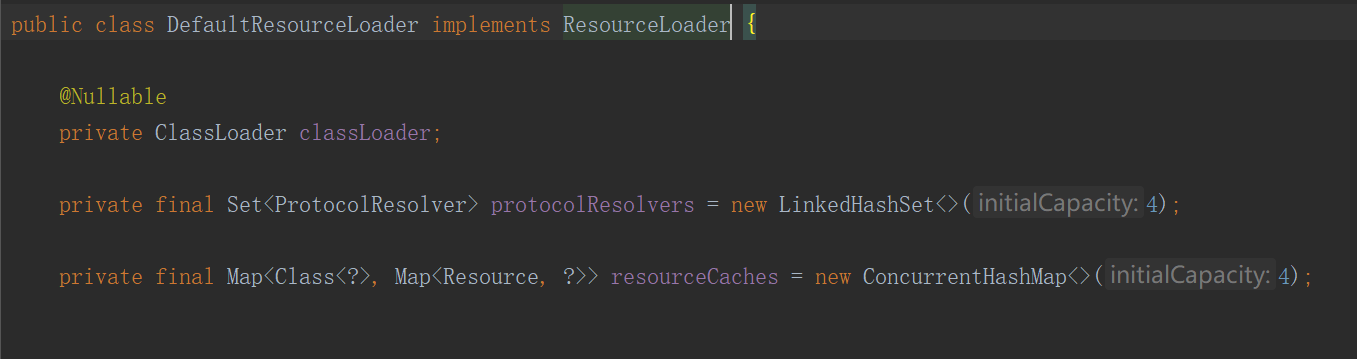 public class DefaultResourceLoader implements ResourceLoader {
@Nullable
private ClassLoader classLoader;
private final Set<ProtocolResolver> protocolResolvers = new LinkedHashSet<>( initialCapacity: 4);
private final Map<Class<?>, Map<Resource, ?>> resourceCaches = new ConcurrentHashMap<>( initialCapacity: 4);